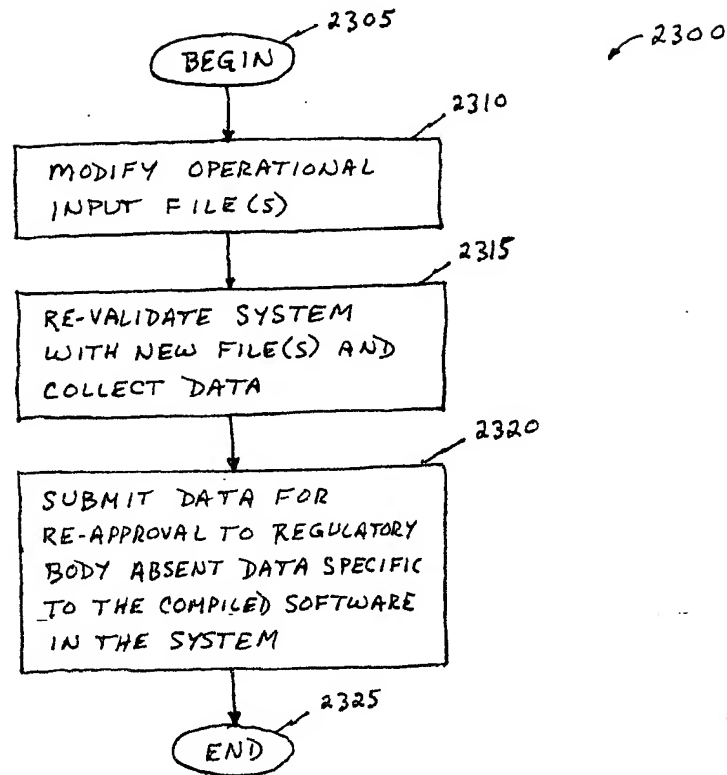 2305
BEGIN
2300
2310
MODIFY OPERATIONAL
INPUT FILE(S)
2315
RE-VALIDATE SYSTEM
WITH NEW FILE(S) AND
COLLECT DATA
2320
SUBMIT DATA FOR
RE-APPROVAL TO REGULATORY
BODY ABSENT DATA SPECIFIC
TO THE COMPILED SOFTWARE
IN THE SYSTEM
2325
END